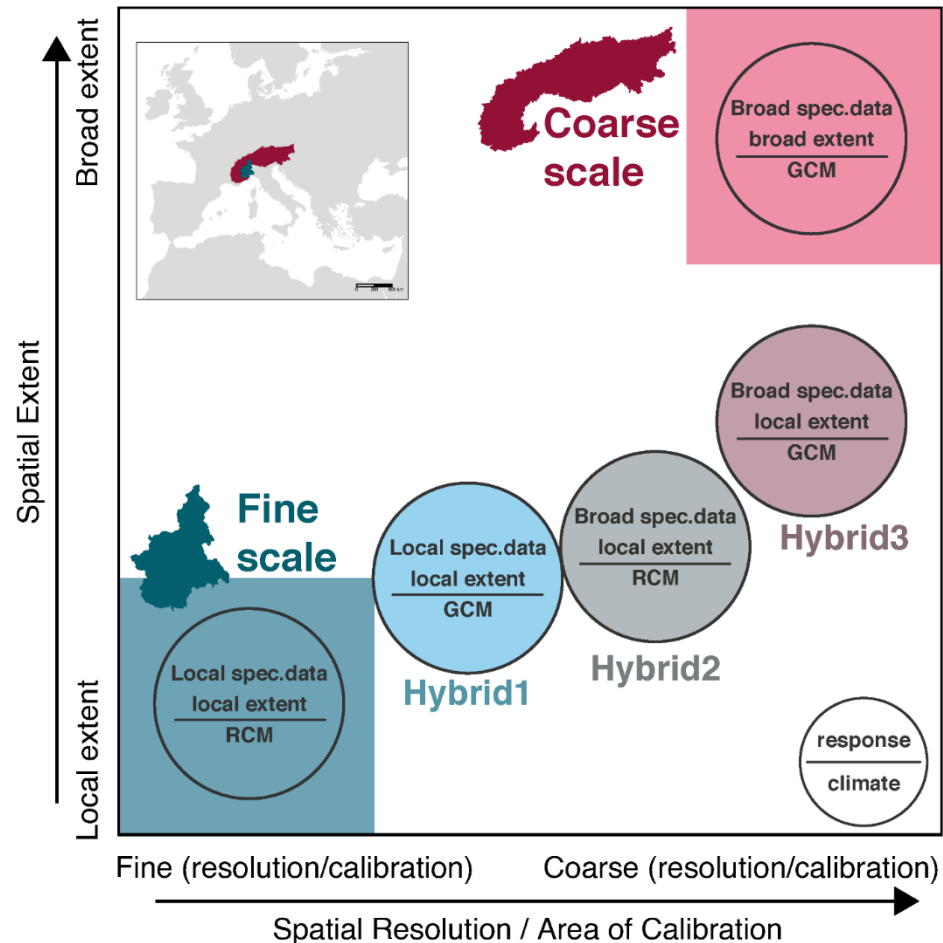 Broad extent
Spatial Extent
Local extent
Coarse
scale
Broad spec.data
broad extent
GCM
Broad spec.data
local extent
GCM
Hybrid3
Fine
scale
Local spec.data
local extent
GCM
Hybrid1
Broad spec.data
local extent
RCM
Hybrid2
Local spec.data
local extent
RCM
response
climate
Fine (resolution/calibration)
Coarse (resolution/calibration)
Spatial Resolution / Area of Calibration